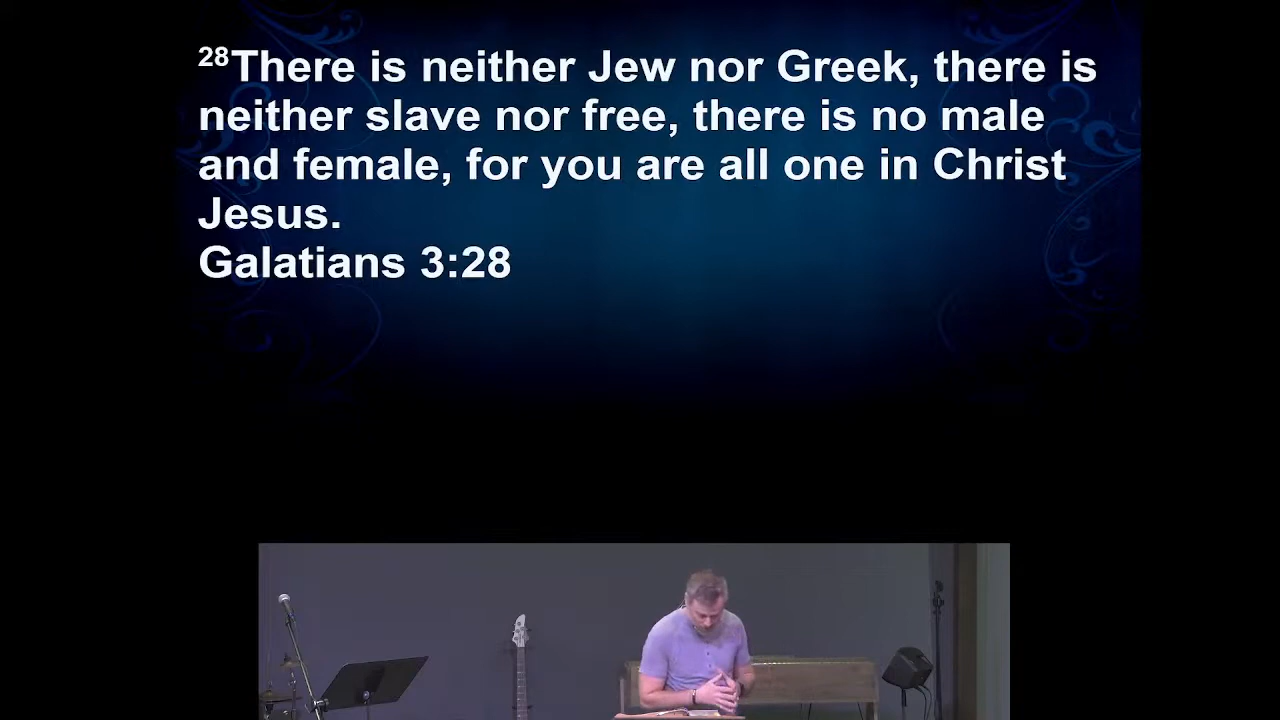 28There is neither Jew nor Greek, there is
neither slave nor free, there is no male
and female, for you are all one in Christ
Jesus.
Galatians 3:28